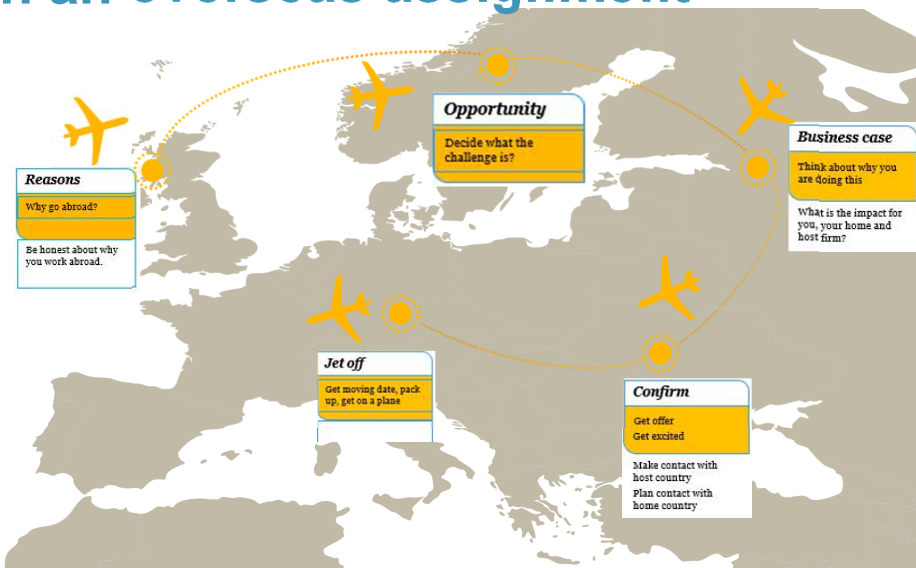 an overseas assignment
Reasons
Why go abroad?
Be honest about why
you work abroad.
Opportunity
Decide what the
challenge is?
Business case
Think about why you
are doing this
What is the impact for
you, your home and
host firm?
Confirm
Get offer
Get excited
Make contact with
host country
Plan contact with
home country
Jet off
Get moving date, pack
up, get on a plane